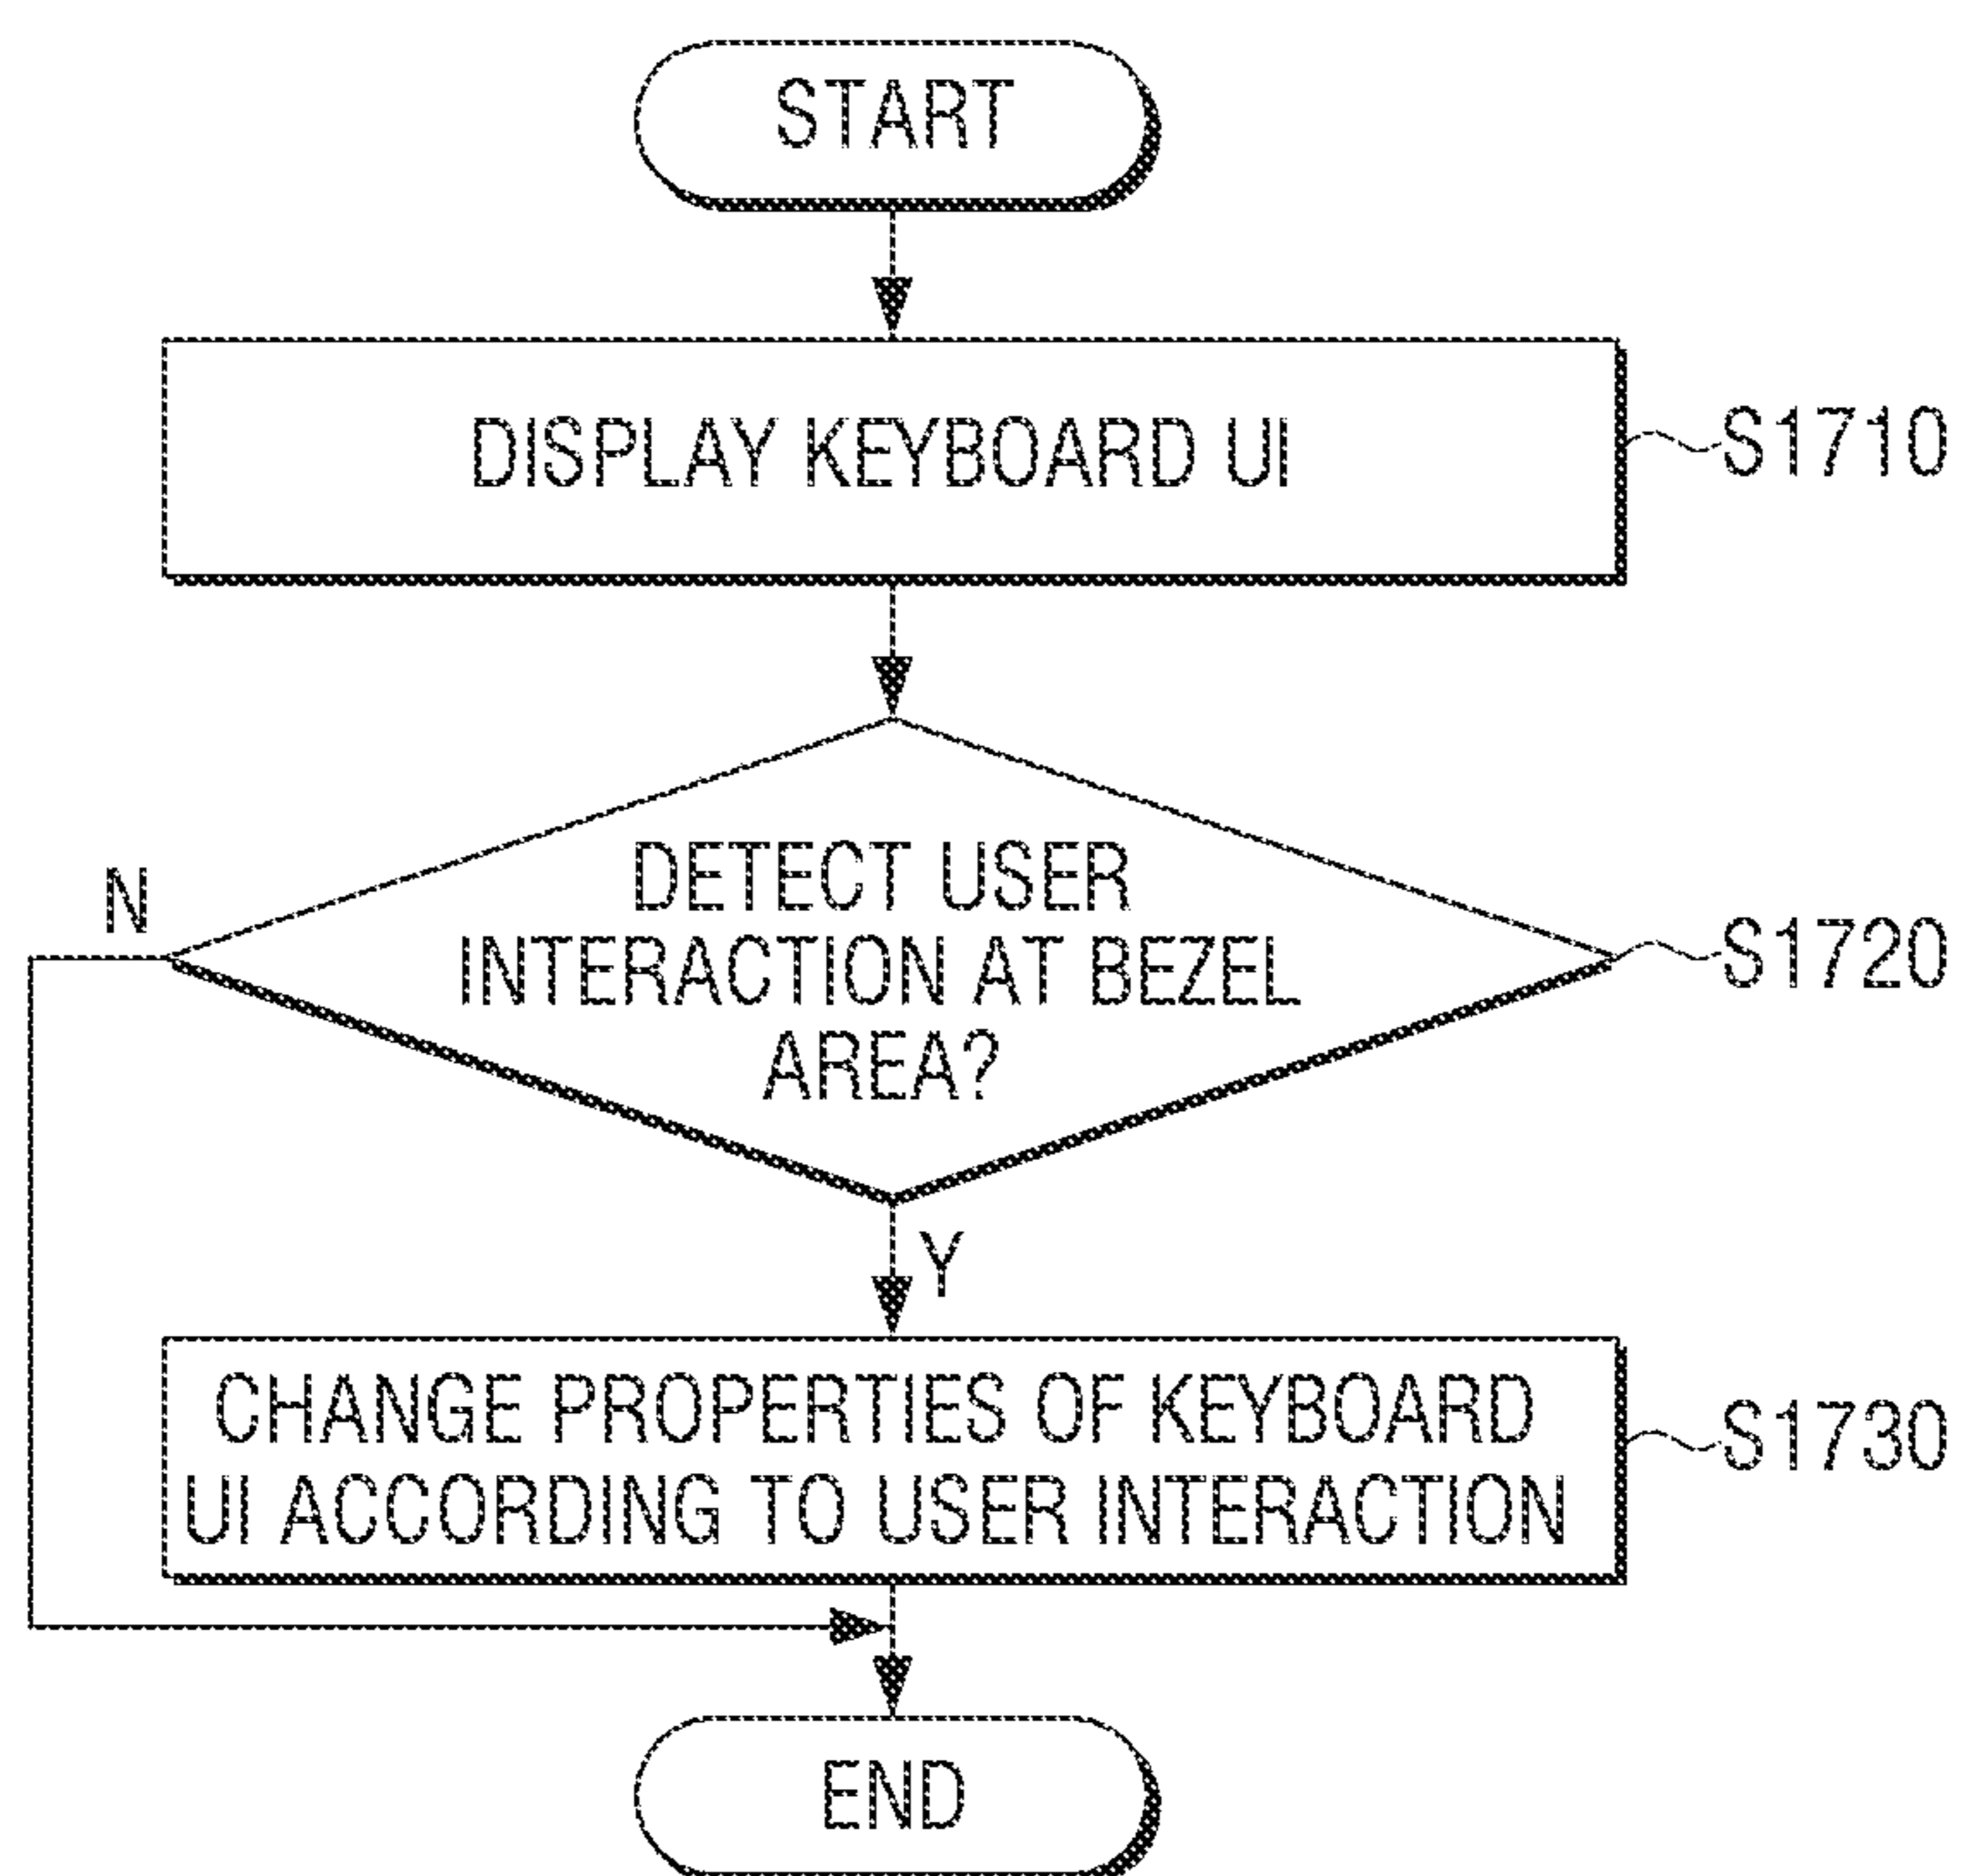 START
DISPLAY KEYBOARD UI
S1710
DETECT USER
INTERACTION AT BEZEL
AREA?
N
S1720
Y
CHANGE PROPERTIES OF KEYBOARD
UI ACCORDING TO USER INTERACTION
S1730
END